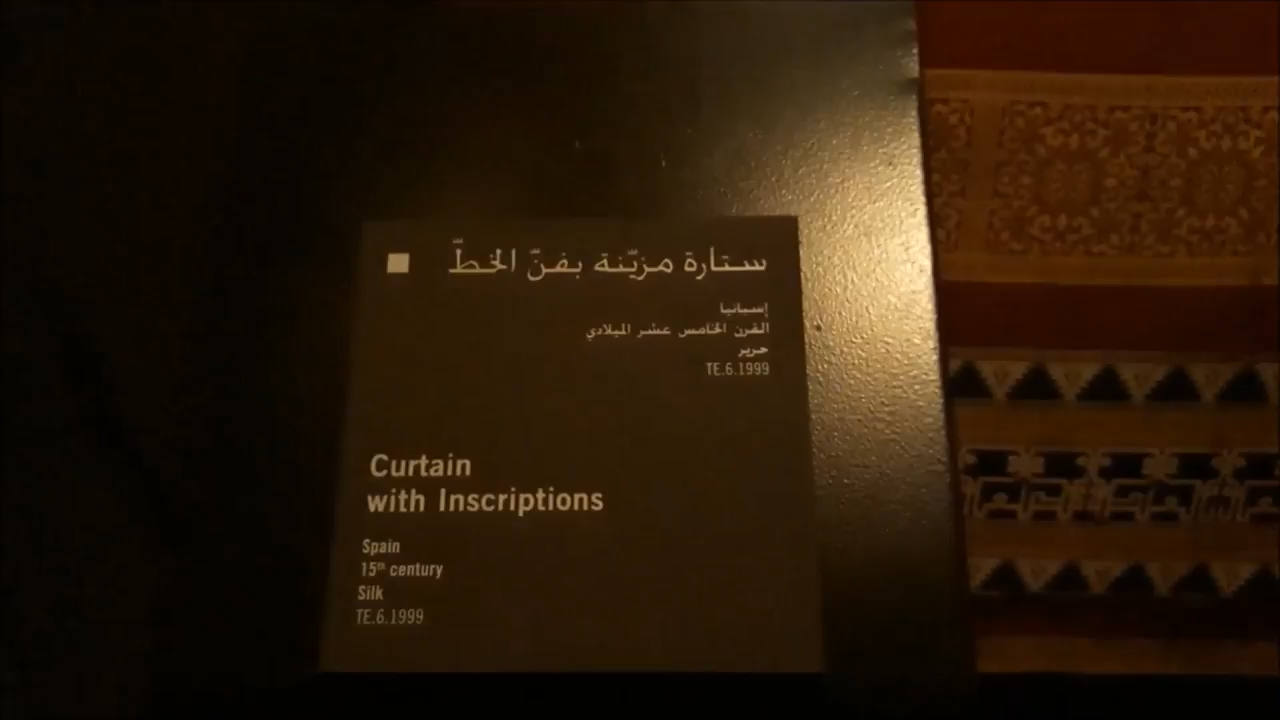 ستارة مزيّنة بفنّ الخطّ
إسبانيا
القرن الخامس عشر الميلادي
حرير
TE.6.1999
Curtain
with Inscriptions
Spain
15th century
Silk
TE.6.1999